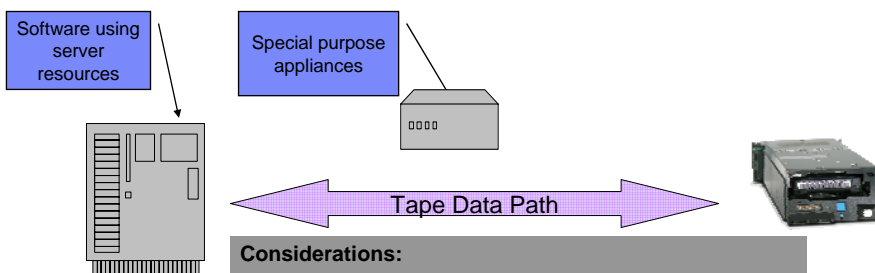 Software using
server
resources
Special purpose
appliances
Tape Data Path
Considerations: